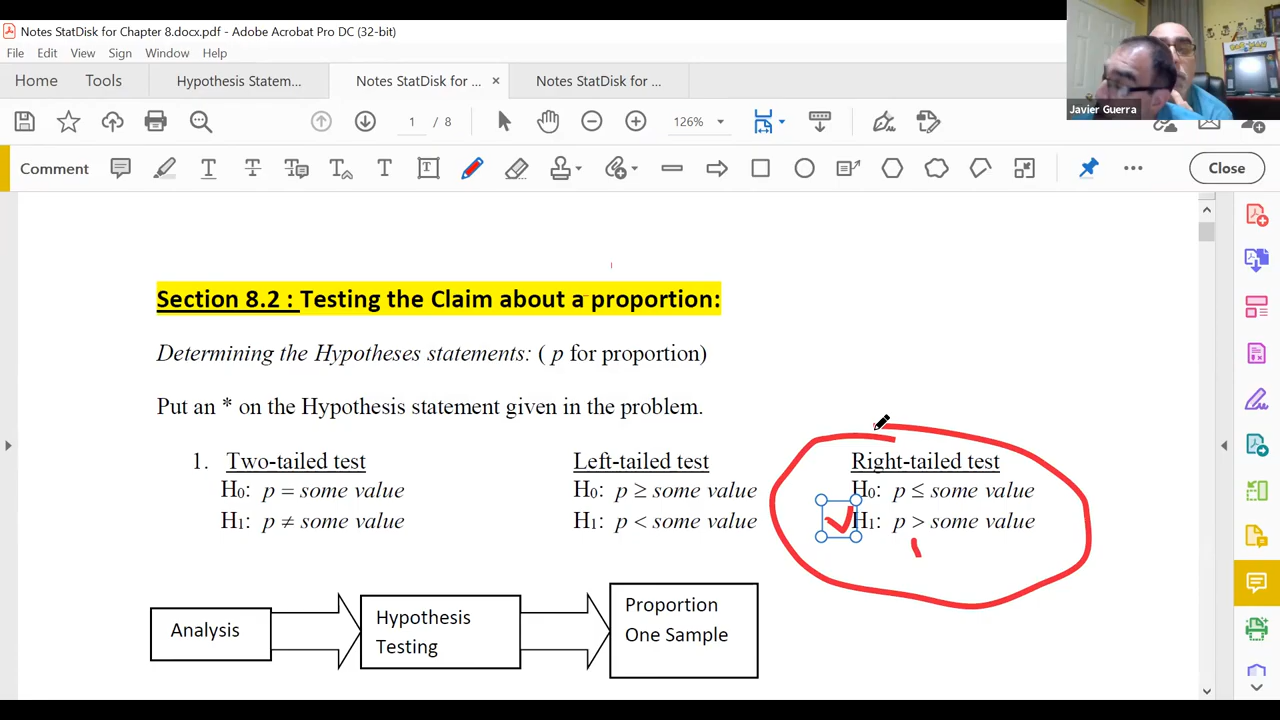 Notes StatDisk for Chapter 8.docx.pdf - Adobe Acrobat Pro DC (32-bit)
File Edit View Sign Window Help
Home Tools Hypothesis Statem... Notes StatDisk for ... × Notes StatDisk for ...
Javier Guerra
1 / 8 126%
Comment Close
Section 8.2 : Testing the Claim about a proportion:
Determining the Hypotheses statements: ( p for proportion)
Put an * on the Hypothesis statement given in the problem.
1. Two-tailed test Left-tailed test Right-tailed test
H0: p = some value H0: p ≥ some value H0: p ≤ some value
H1: p ≠ some value H1: p < some value H1: p > some value
Analysis
Hypothesis
Testing
Proportion
One Sample